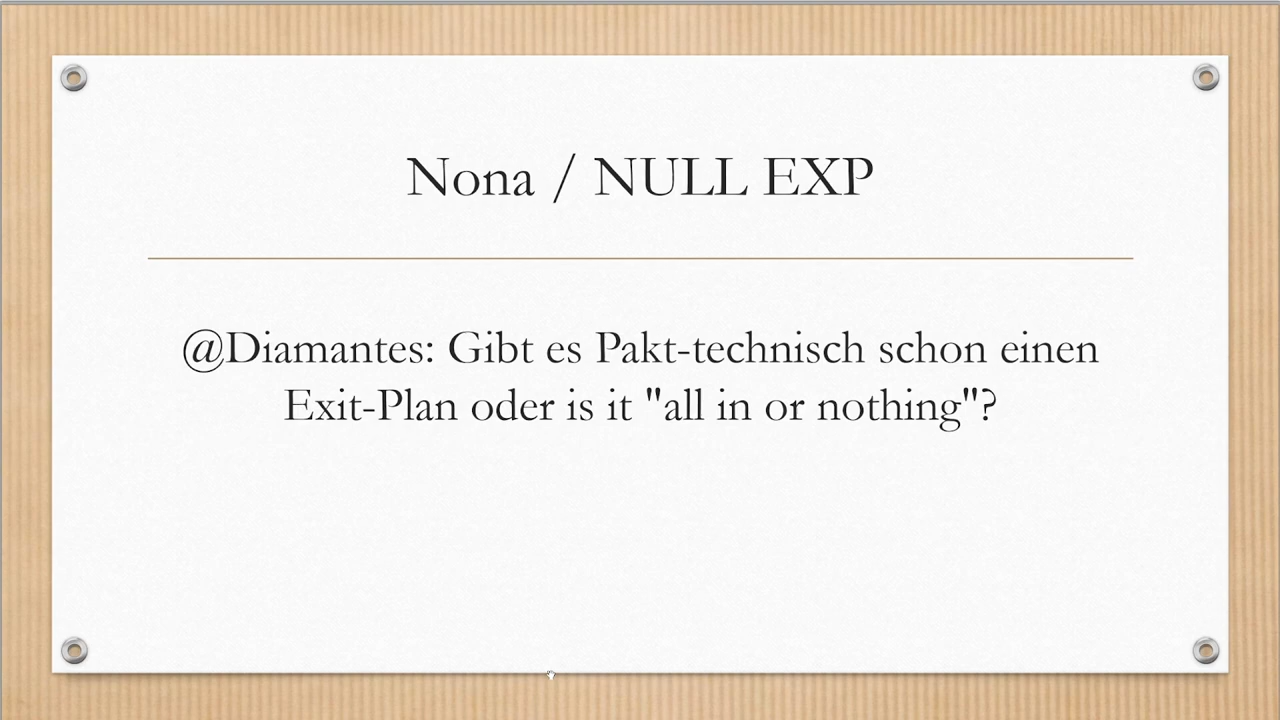 Nona / NULL EXP
@Diamantes: Gibt es Pakt-technisch schon einen
Exit-Plan oder is it "all in or nothing"?